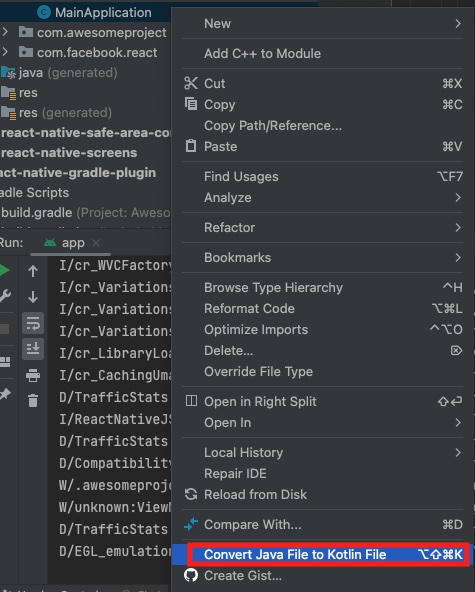 MainApplication
com.awesomeproject
com.facebook.react
java (generated)
res
res (generated)
react-native-safe-area-co
react-native-screens
act-native-gradle-plugin
adle Scripts
build.gradle (Project: Aweso
Run: app
I/cr_WVCFactory
I/cr_Variations
I/cr_Variations
I/cr_Variations
I/cr_LibraryLoa
I/cr_CachingUma
D/TrafficStats
I/ReactNativeJS
D/TrafficStats
D/Compatibility
W/.awesomeproje
W/unknown:ViewM
D/TrafficStats
D/EGL_emulation
New
Add C++ to Module
Cut ⌘X
Copy ⌘C
Copy Path/Reference...
Paste ⌘V
Find Usages ⌥F7
Analyze
Refactor
Bookmarks
Browse Type Hierarchy ^H
Reformat Code ⌥⌘L
Optimize Imports ^⌥O
Delete... ⌦
Override File Type
Open in Right Split ⇧⏎
Open In
Local History
Repair IDE
Reload from Disk
Compare With... ⌘D
Convert Java File to Kotlin File ⌥⇧⌘K
Create Gist...